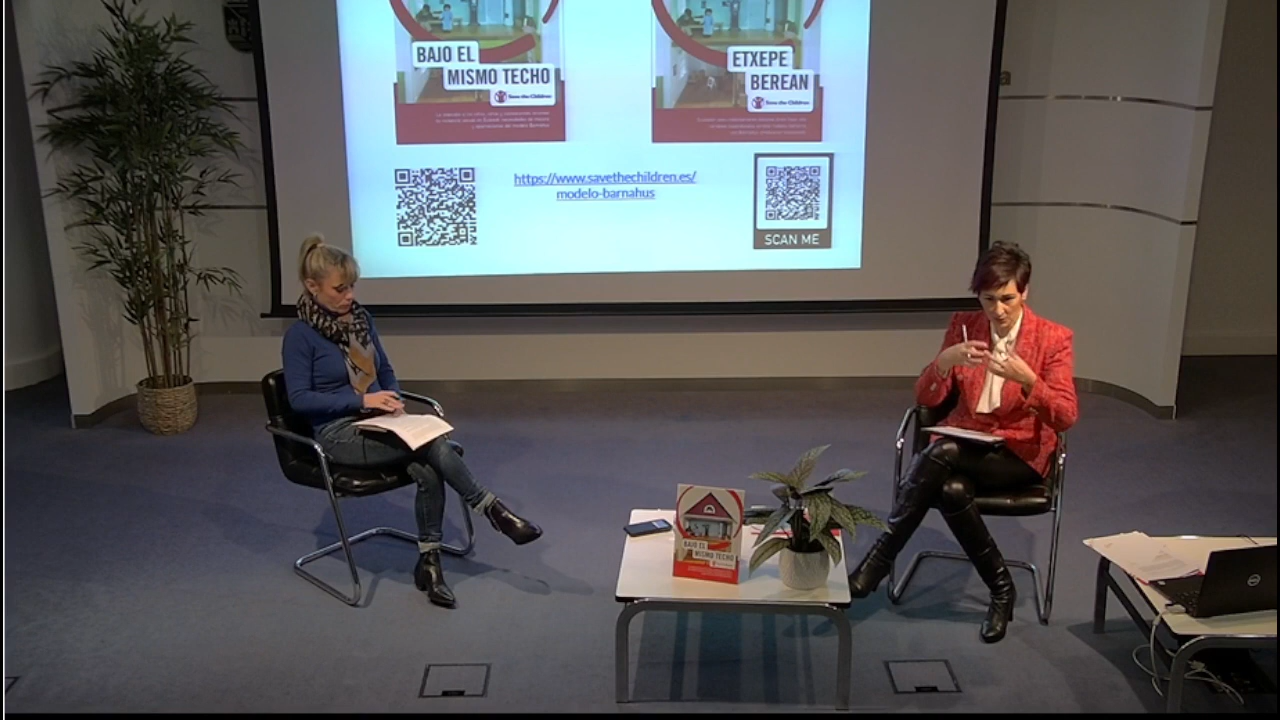 BAJO EL
MISMO TECHO
Save the Children
ETXEPE
BEREAN
Save the Children
https://www.savethechildren.es/
modelo-barnahus
SCAN ME
BAJO EL
MISMO TECHO
DELL